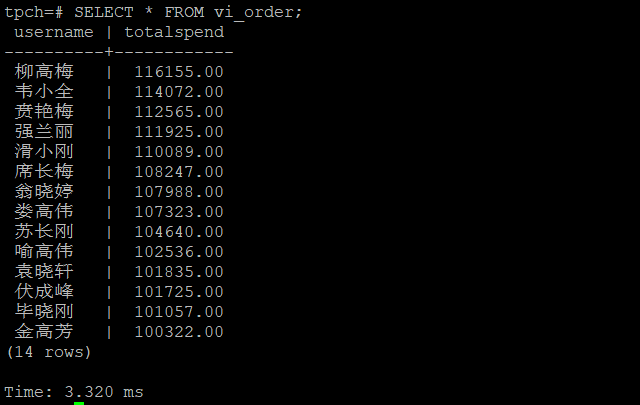 tpch=# SELECT * FROM vi_order;
 username | totalspend
----------+------------
 柳高梅   |  116155.00
 韦小全   |  114072.00
 贲艳梅   |  112565.00
 强兰丽   |  111925.00
 滑小刚   |  110089.00
 席长梅   |  108247.00
 翁晓婷   |  107988.00
 娄高伟   |  107323.00
 苏长刚   |  104640.00
 喻高伟   |  102536.00
 袁晓轩   |  101835.00
 伏成峰   |  101725.00
 毕晓刚   |  101057.00
 金高芳   |  100322.00
(14 rows)
Time: 3.320 ms